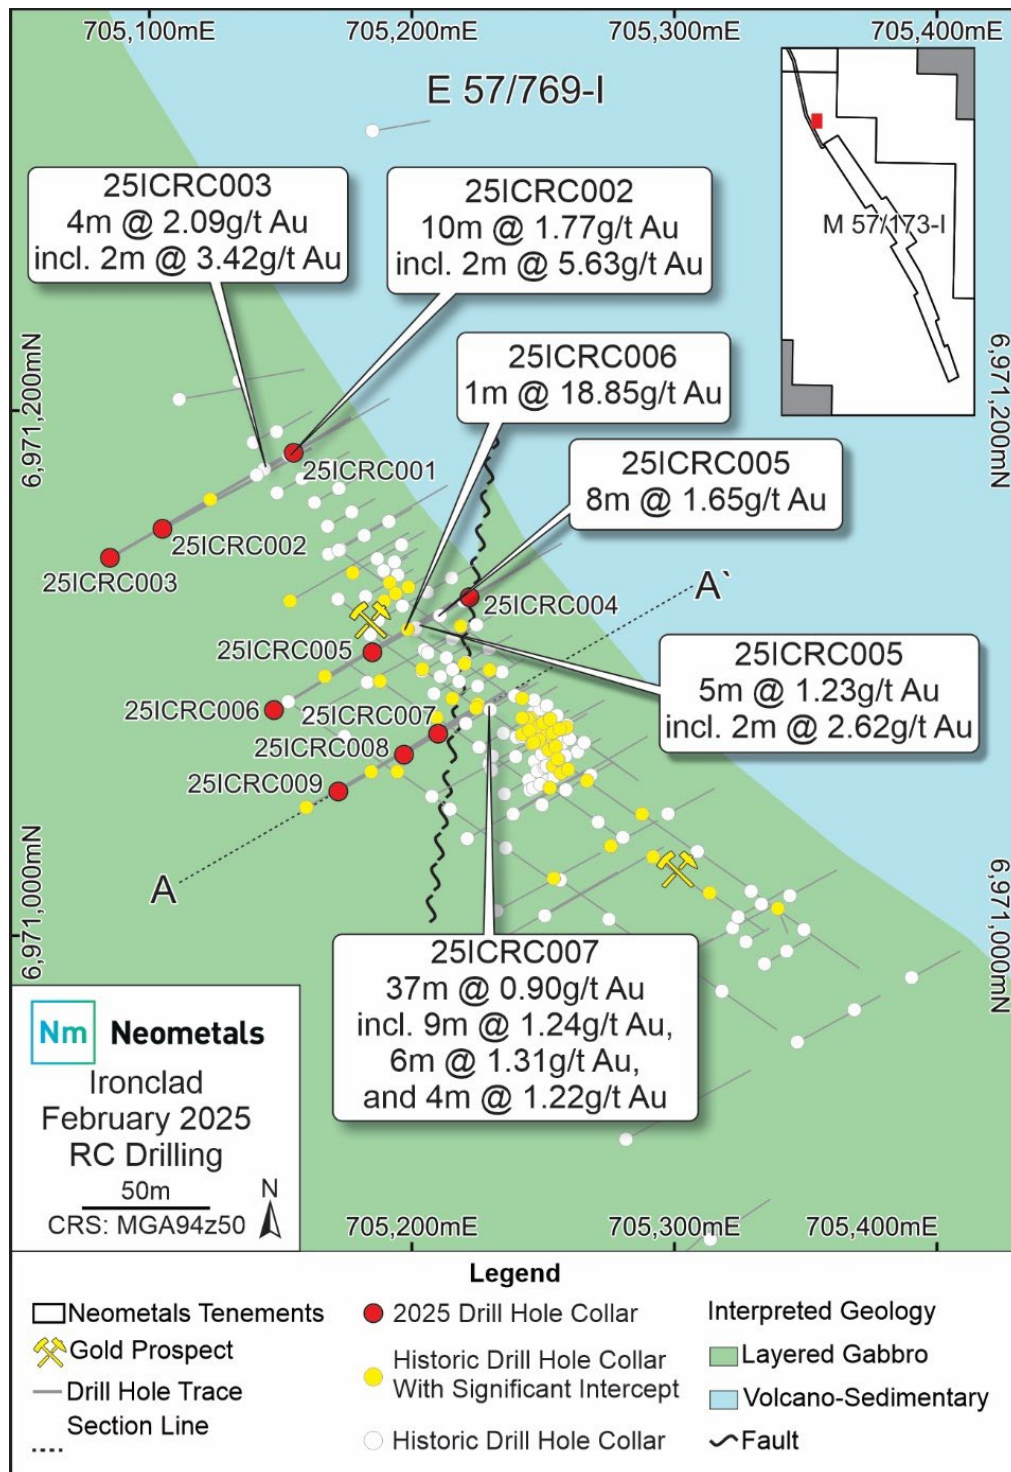 705,100mE
705,200mE
705,300mE
705,400mE
E 57/769-I
M 57/173-I
25ICRC003
4m @ 2.09g/t Au
incl. 2m @ 3.42g/t Au
25ICRC002
10m @ 1.77g/t Au
incl. 2m @ 5.63g/t Au
25ICRC006
1m @ 18.85g/t Au
25ICRC005
8m @ 1.65g/t Au
6,971,200mN
6,971,200mN
25ICRC001
25ICRC002
25ICRC003
25ICRC004
A`
25ICRC005
25ICRC006
25ICRC007
25ICRC008
25ICRC009
25ICRC005
5m @ 1.23g/t Au
incl. 2m @ 2.62g/t Au
A
6,971,000mN
6,971,000mN
25ICRC007
37m @ 0.90g/t Au
incl. 9m @ 1.24g/t Au,
6m @ 1.31g/t Au,
and 4m @ 1.22g/t Au
Nm Neometals
Ironclad
February 2025
RC Drilling
50m
N
CRS: MGA94z50
705,200mE
705,300mE
705,400mE
Legend
Neometals Tenements
Gold Prospect
Drill Hole Trace
Section Line
2025 Drill Hole Collar
Historic Drill Hole Collar
With Significant Intercept
Historic Drill Hole Collar
Interpreted Geology
Layered Gabbro
Volcano-Sedimentary
Fault